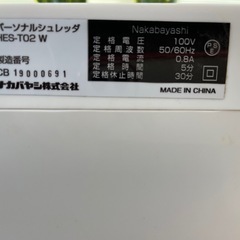 パーソナルシュレッダ
NES-T02 W
製造番号
CB 19000691
ナカバヤシ株式会社
Nakabayashi
定格電圧 100V
定格周波数 50/60Hz
定格電流 0.8A
定格時間 5分
定格休止時間 30分
PSE
MADE IN CHINA